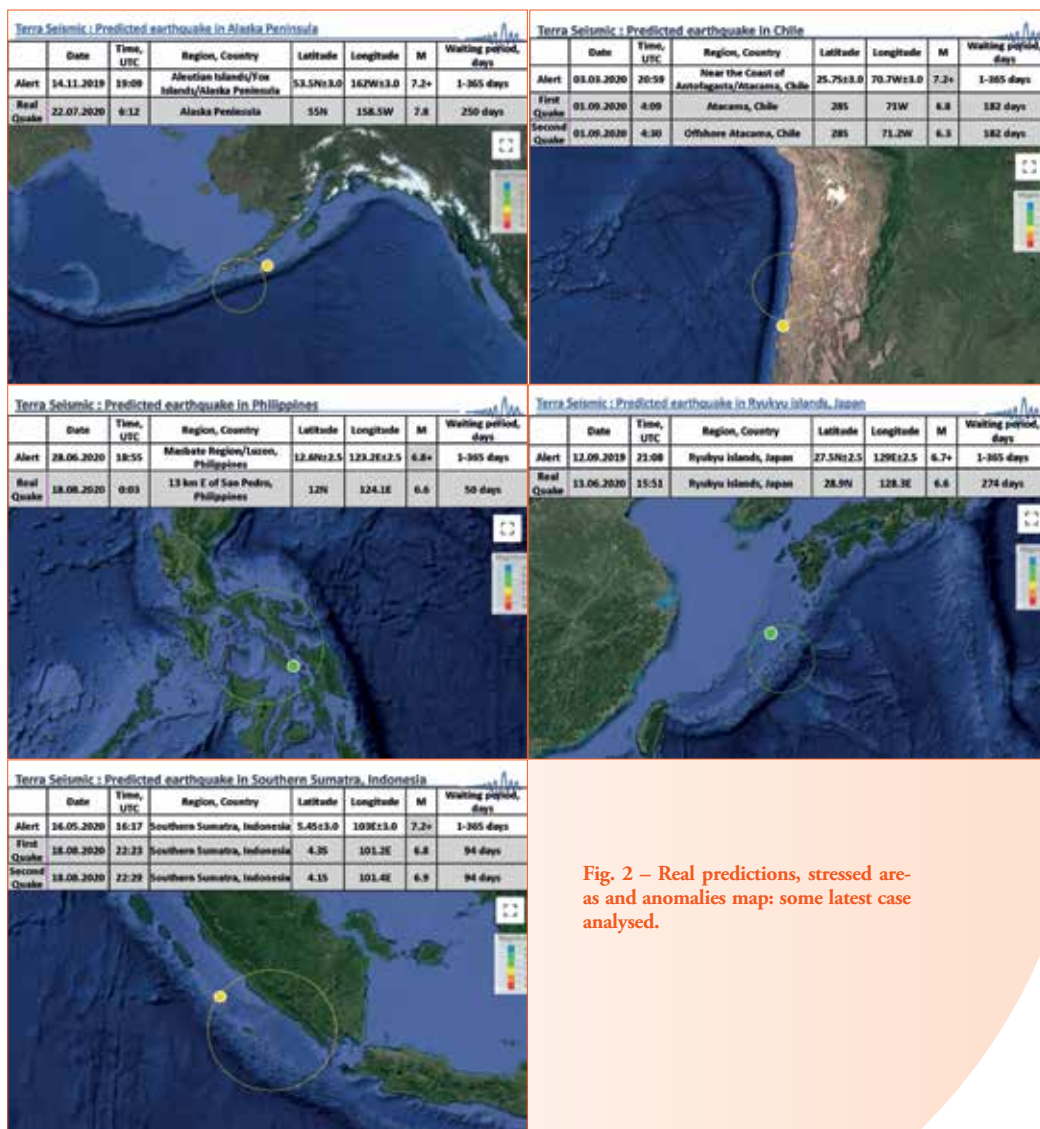 Terra Seismic : Predicted earthquake in Alaska Peninsula
Date Time, UTC Region, Country Latitude Longitude M Waiting period, days
Alert 14.11.2019 19:09 Aleutian Islands/Fox Islands/Alaska Peninsula 53.5N±3.0 162W±3.0 7.2+ 1-365 days
Real Quake 22.07.2020 6:12 Alaska Peninsula 55N 158.5W 7.8 250 days
Terra Seismic : Predicted earthquake in Chile
Date Time, UTC Region, Country Latitude Longitude M Waiting period, days
Alert 03.03.2020 20:59 Near the Coast of Antofagasta/Atacama, Chile 25.7S±3.0 70.7W±3.0 7.2+ 1-365 days
First Quake 01.09.2020 4:09 Atacama, Chile 28S 71W 6.8 182 days
Second Quake 01.09.2020 4:30 Offshore Atacama, Chile 28S 71.2W 6.3 182 days
Terra Seismic : Predicted earthquake in Philippines
Date Time, UTC Region, Country Latitude Longitude M Waiting period, days
Alert 28.06.2020 18:55 Masbate Region/Luzon, Philippines 12.6N±2.5 123.2E±2.5 6.8+ 1-365 days
Real Quake 18.08.2020 0:03 13 km E of San Pedro, Philippines 12N 124.1E 6.6 50 days
Terra Seismic : Predicted earthquake in Ryukyu islands, Japan
Date Time, UTC Region, Country Latitude Longitude M Waiting period, days
Alert 12.09.2019 21:08 Ryukyu islands, Japan 27.5N±2.5 129E±2.5 6.7+ 1-365 days
Real Quake 13.06.2020 15:51 Ryukyu islands, Japan 28.9N 128.3E 6.6 274 days
Terra Seismic : Predicted earthquake in Southern Sumatra, Indonesia
Date Time, UTC Region, Country Latitude Longitude M Waiting period, days
Alert 16.05.2020 16:17 Southern Sumatra, Indonesia 5.4S±3.0 103E±3.0 7.2+ 1-365 days
First Quake 18.08.2020 22:23 Southern Sumatra, Indonesia 4.3S 101.2E 6.8 94 days
Second Quake 18.08.2020 22:29 Southern Sumatra, Indonesia 4.1S 101.4E 6.9 94 days
Fig. 2 – Real predictions, stressed are-
as and anomalies map: some latest case
analysed.